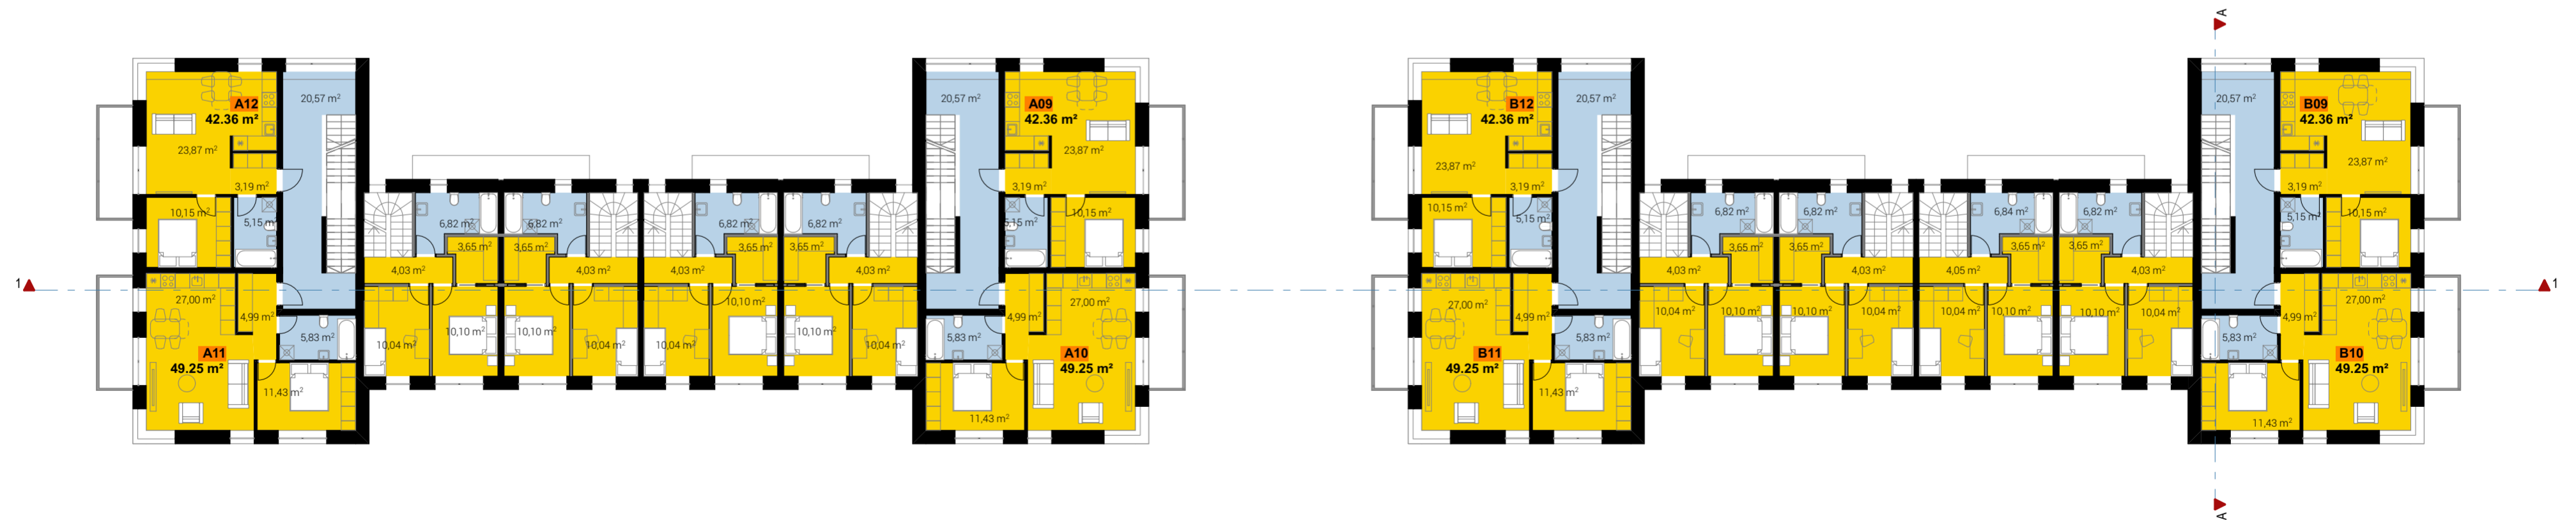 A
A12
42.36 m²
20,57 m²
23,87 m²
3,19 m²
10,15 m²
5,15 m²
27,00 m²
4,99 m²
A11
49.25 m²
5,83 m²
11,43 m²
6,82 m²
3,65 m²
4,03 m²
10,04 m²
10,10 m²
6,82 m²
3,65 m²
4,03 m²
10,10 m²
10,04 m²
6,82 m²
3,65 m²
4,03 m²
10,04 m²
10,10 m²
6,82 m²
3,65 m²
4,03 m²
10,10 m²
10,04 m²
20,57 m²
A09
42.36 m²
23,87 m²
3,19 m²
5,15 m²
10,15 m²
27,00 m²
4,99 m²
5,83 m²
A10
49.25 m²
11,43 m²
B12
42.36 m²
20,57 m²
23,87 m²
3,19 m²
10,15 m²
5,15 m²
27,00 m²
4,99 m²
B11
49.25 m²
5,83 m²
11,43 m²
6,82 m²
3,65 m²
4,03 m²
10,04 m²
10,10 m²
6,82 m²
3,65 m²
4,03 m²
10,10 m²
10,04 m²
6,84 m²
3,65 m²
4,05 m²
10,04 m²
10,10 m²
6,82 m²
3,65 m²
4,03 m²
10,10 m²
10,04 m²
20,57 m²
B09
42.36 m²
23,87 m²
3,19 m²
5,15 m²
10,15 m²
27,00 m²
4,99 m²
5,83 m²
B10
49.25 m²
11,43 m²
1
1
A